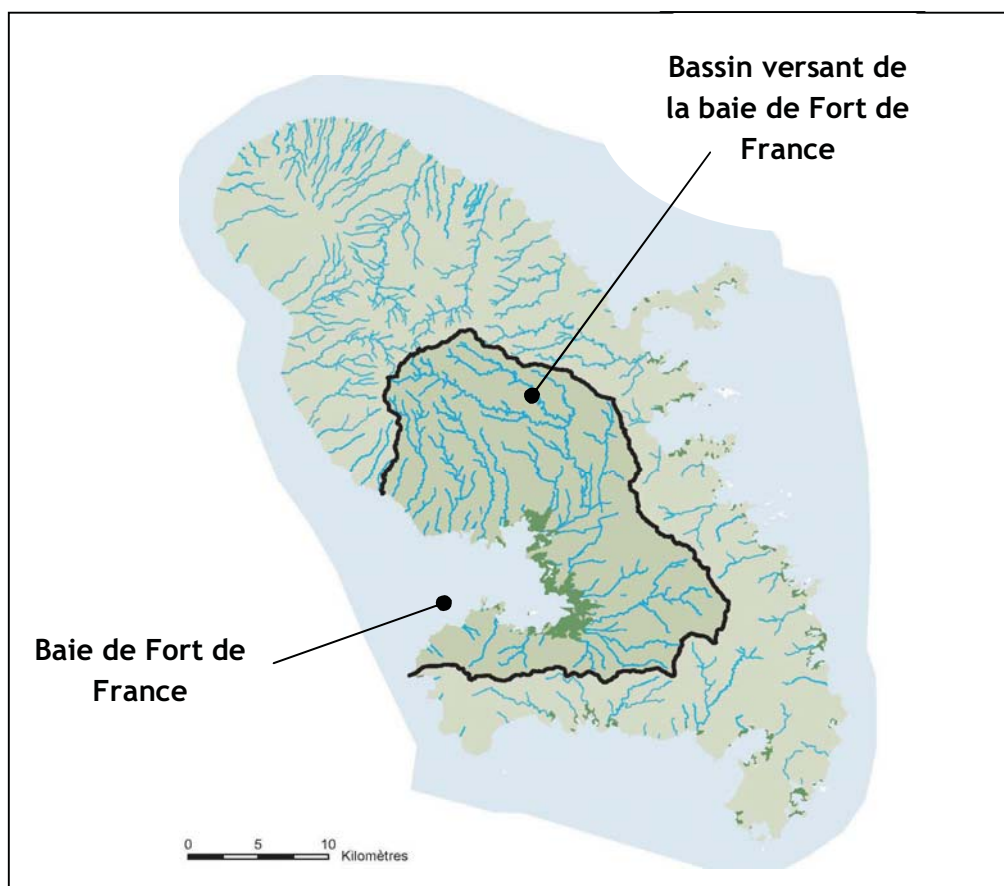 Bassin versant de
la baie de Fort de
France
Baie de Fort de
France
0 5 10
Kilomètres